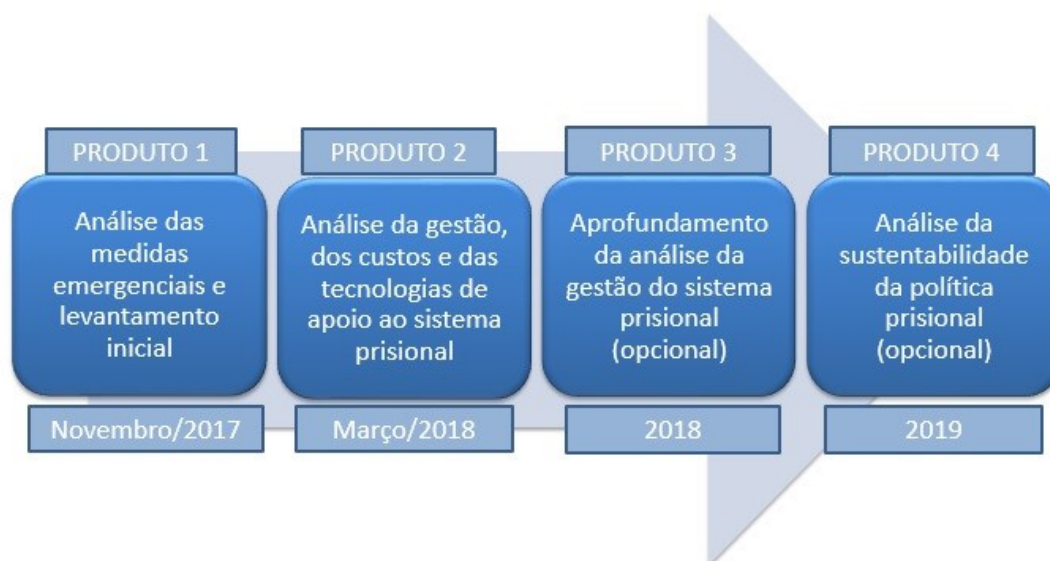 PRODUTO 1
Análise das
medidas
emergenciais e
levantamento
inicial
Novembro/2017
PRODUTO 2
Análise da gestão,
dos custos e das
tecnologias de
apoio ao sistema
prisional
Março/2018
PRODUTO 3
Aprofundamento
da análise da
gestão do sistema
prisional
(opcional)
2018
PRODUTO 4
Análise da
sustentabilidade
da política
prisional
(opcional)
2019